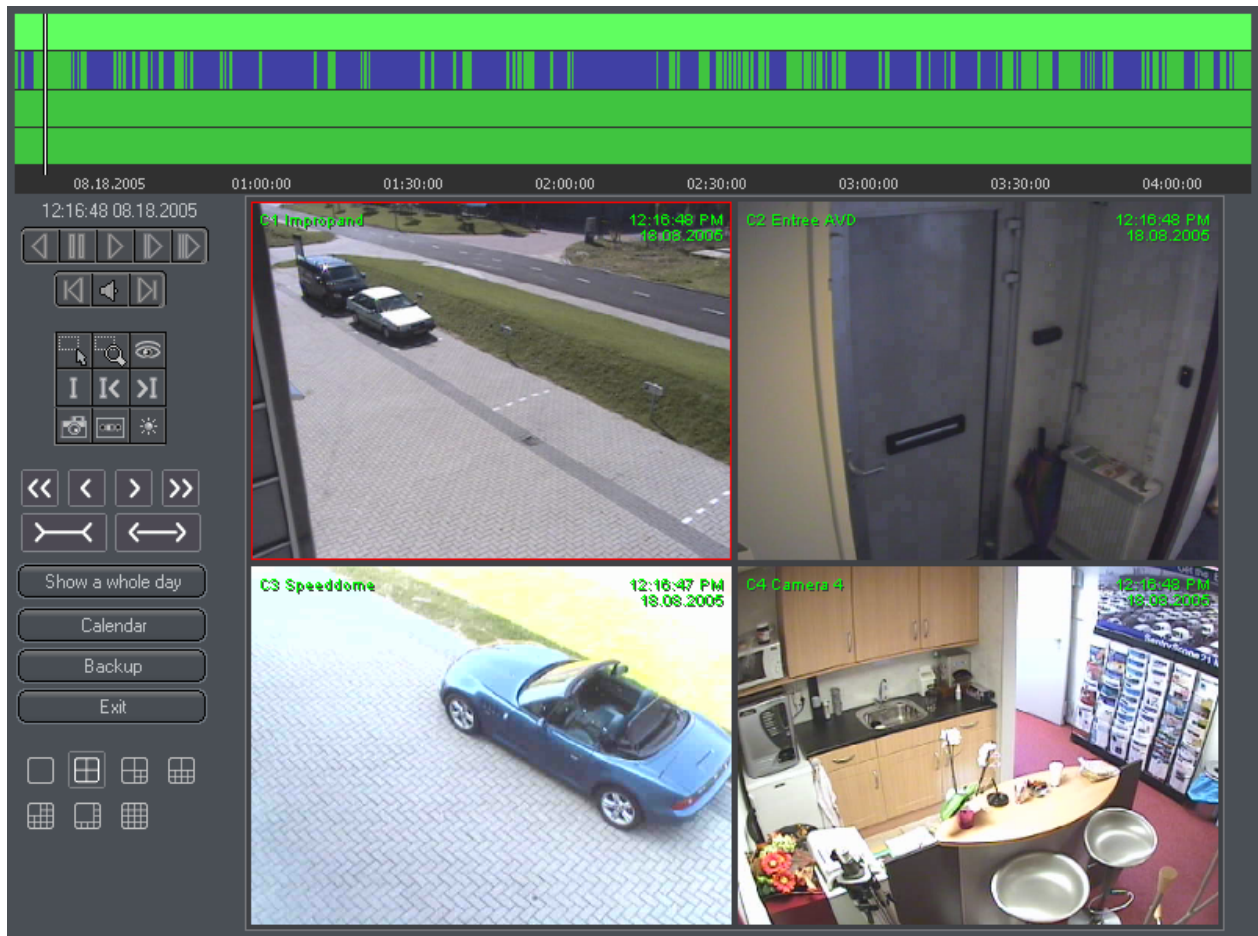 08.18.2005 01:00:00 01:30:00 02:00:00 02:30:00 03:00:00 03:30:00 04:00:00
12:16:48 08.18.2005
Show a whole day
Calendar
Backup
Exit
C1 Impropand 12:16:48 PM
18.08.2005
C2 Entree AVD 12:16:48 PM
18.08.2005
C3 Speeddome 12:16:47 PM
18.08.2005
C4 Camera 4 12:16:48 PM
18.08.2005